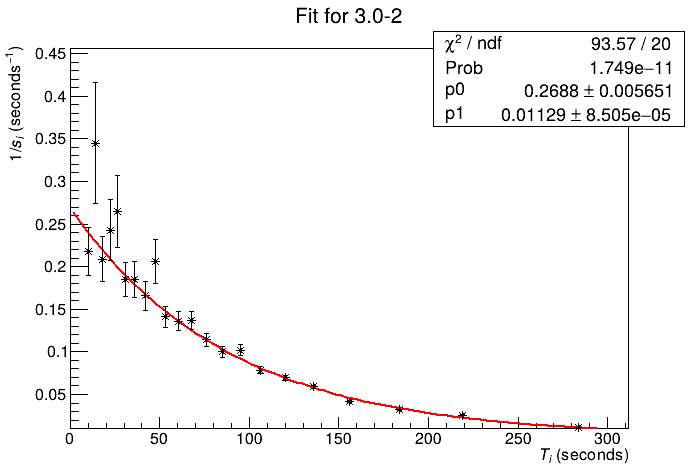 Fit for 3.0-2
χ² / ndf 93.57 / 20
Prob 1.749e−11
p0 0.2688 ± 0.005651
p1 0.01129 ± 8.505e−05
1/sᵢ (seconds⁻¹)
0.45
0.4
0.35
0.3
0.25
0.2
0.15
0.1
0.05
0 50 100 150 200 250 300
Tᵢ (seconds)